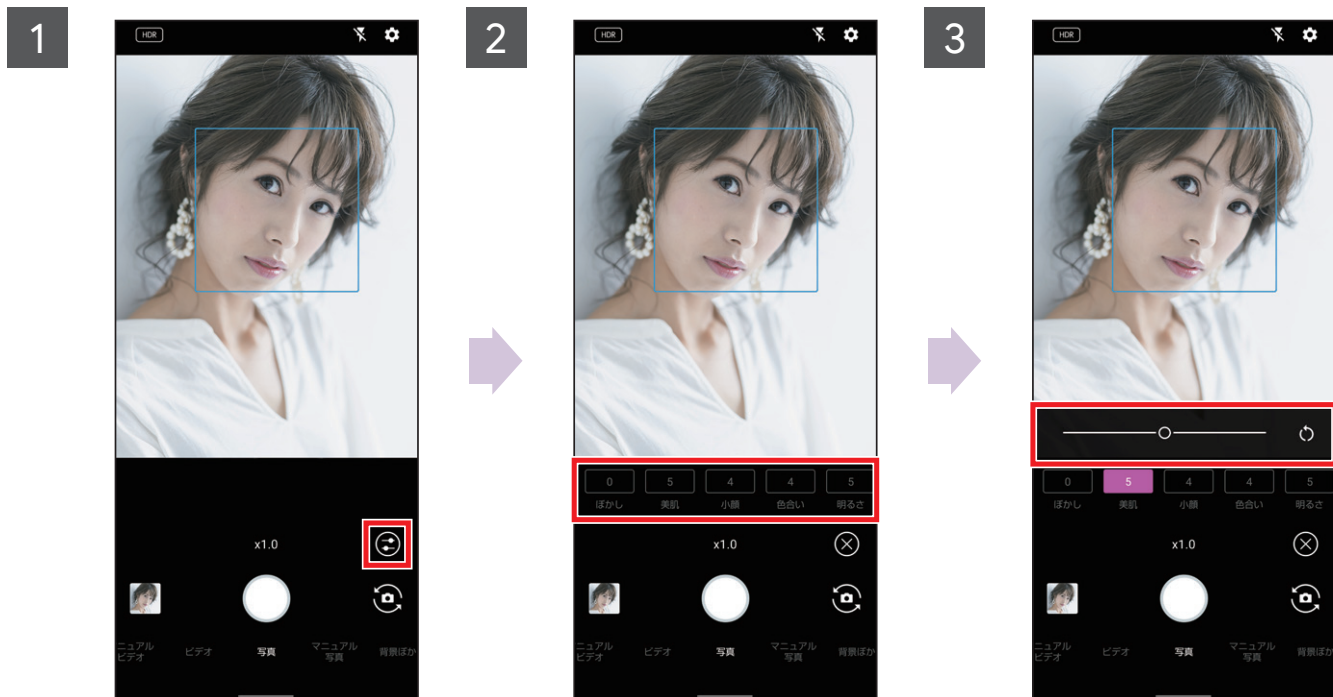 1
HDR
x1.0
ニュアル
ビデオ
ビデオ
写真
マニュアル
写真
背景ぼか
2
HDR
0
5
4
4
5
ぼかし
美肌
小顔
色合い
明るさ
x1.0
ニュアル
ビデオ
ビデオ
写真
マニュアル
写真
背景ぼか
3
HDR
0
5
4
4
5
ぼかし
美肌
小顔
色合い
明るさ
x1.0
ニュアル
ビデオ
ビデオ
写真
マニュアル
写真
背景ぼか